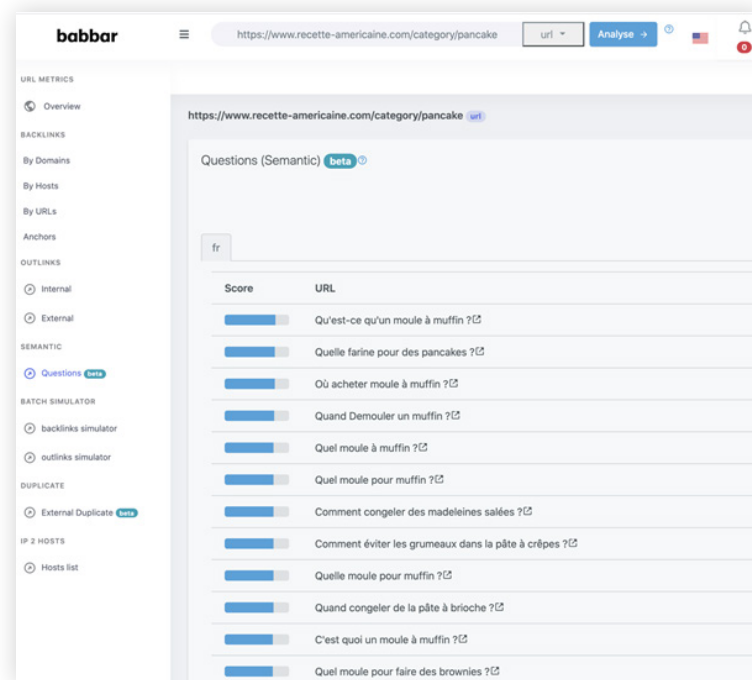 babbar
https://www.recette-americaine.com/category/pancake
url
Analyse →
0
URL METRICS
Overview
BACKLINKS
By Domains
By Hosts
By URLs
Anchors
OUTLINKS
Internal
External
SEMANTIC
Questions beta
BATCH SIMULATOR
backlinks simulator
outlinks simulator
DUPLICATE
External Duplicate beta
IP 2 HOSTS
Hosts list
https://www.recette-americaine.com/category/pancake url
Questions (Semantic) beta ?
fr
Score URL
Qu'est-ce qu'un moule à muffin ?
Quelle farine pour des pancakes ?
Où acheter moule à muffin ?
Quand Demouler un muffin ?
Quel moule à muffin ?
Quel moule pour muffin ?
Comment congeler des madeleines salées ?
Comment éviter les grumeaux dans la pâte à crêpes ?
Quelle moule pour muffin ?
Quand congeler de la pâte à brioche ?
C'est quoi un moule à muffin ?
Quel moule pour faire des brownies ?